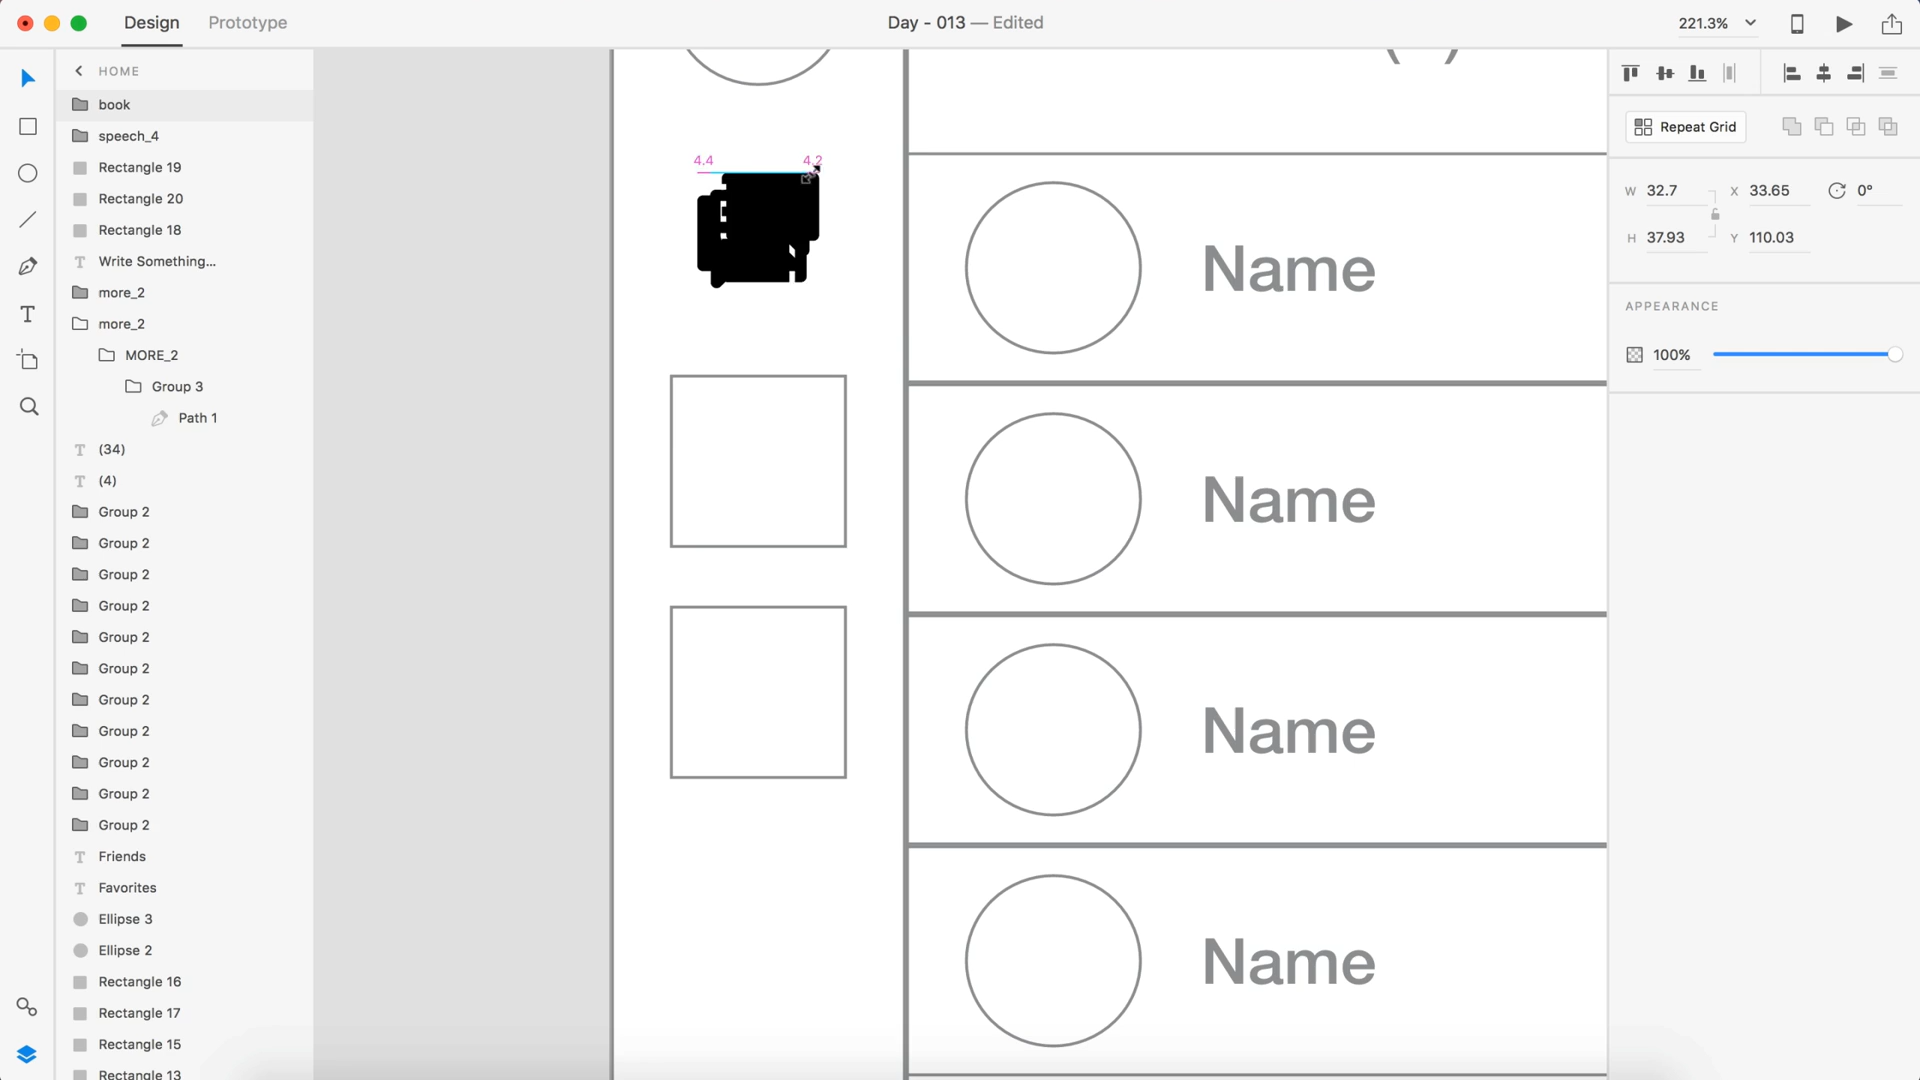 Design
Prototype
Day - 013 — Edited
221.3%
HOME
book
speech_4
Rectangle 19
Rectangle 20
Rectangle 18
Write Something...
more_2
more_2
MORE_2
Group 3
Path 1
(34)
(4)
Group 2
Group 2
Group 2
Group 2
Group 2
Group 2
Group 2
Group 2
Group 2
Group 2
Group 2
Friends
Favorites
Ellipse 3
Ellipse 2
Rectangle 16
Rectangle 17
Rectangle 15
Rectangle 13
4.4
4.2
Name
Name
Name
Name
Repeat Grid
W 32.7 X 33.65 0°
H 37.93 Y 110.03
APPEARANCE
100%